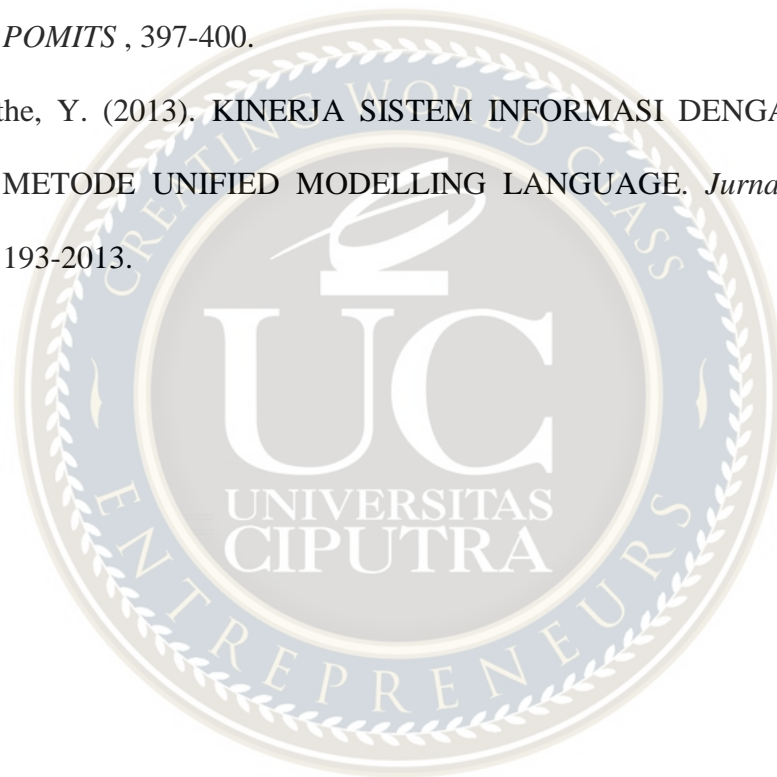 POMITS , 397-400.
the, Y. (2013). KINERJA SISTEM INFORMASI DENGA
METODE UNIFIED MODELLING LANGUAGE. Jurna
193-2013.
CREATING WORLD CLASS
UC
UNIVERSITAS
CIPUTRA
ENTREPRENEURS